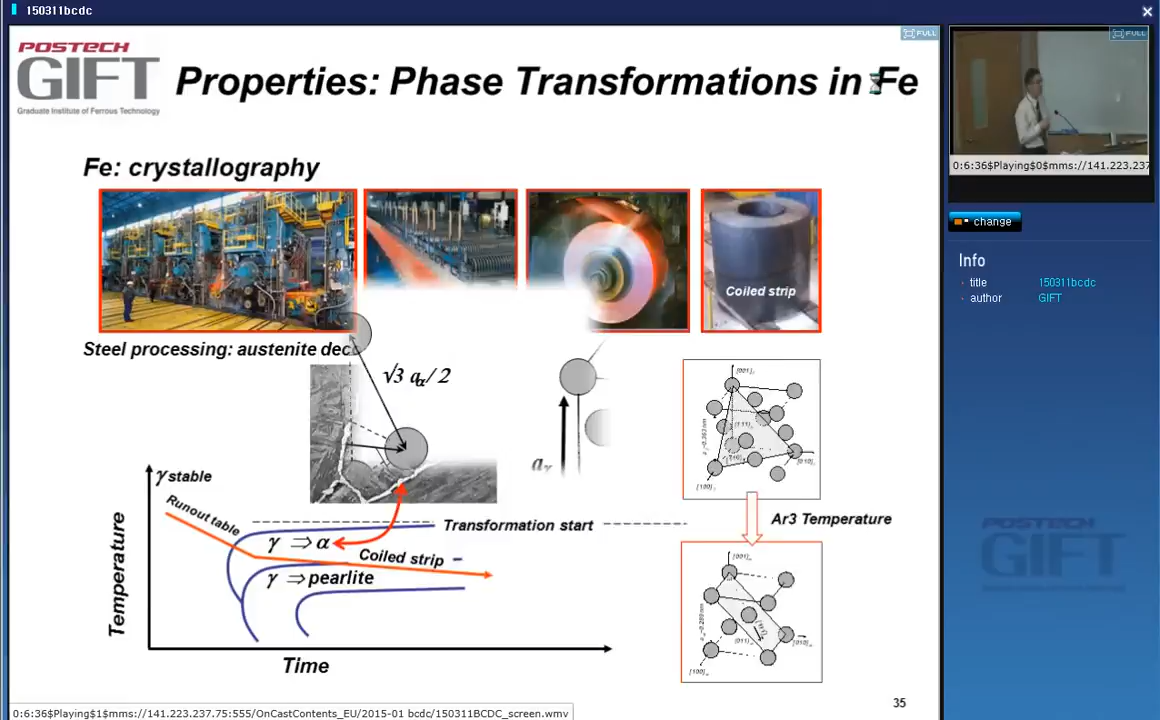 150311bcdc
FULL
POSTECH
GIFT
Graduate Institute of Ferrous Technology
Properties: Phase Transformations in Fe
Fe: crystallography
Coiled strip
Steel processing: austenite dec
√3 aα/ 2
aγ
[001]
[010]
[100]
γ stable
Runout table
Transformation start
γ ⇒ α
Coiled strip
γ ⇒ pearlite
Temperature
Time
Ar3 Temperature
[001]
(011)
[010]
[100]
35
0:6:36$Playing$1$mms://141.223.237.75:555/OnCastContents_EU/2015-01 bcdc/150311BCDC_screen.wmv
FULL
0:6:36$Playing$0$mms://141.223.237
change
Info
title 150311bcdc
author GIFT
POSTECH
GIFT